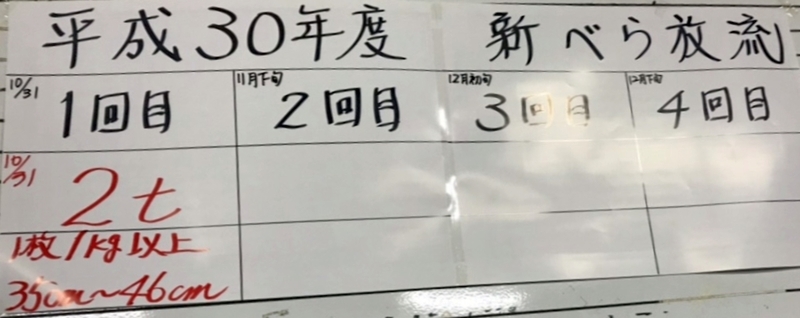 平成30年度 新べら放流
10/31 11月下旬 12月初旬 12月下旬
1回目 2回目 3回目 4回目
10/31
2t
1枚/1kg以上
35cm〜46cm